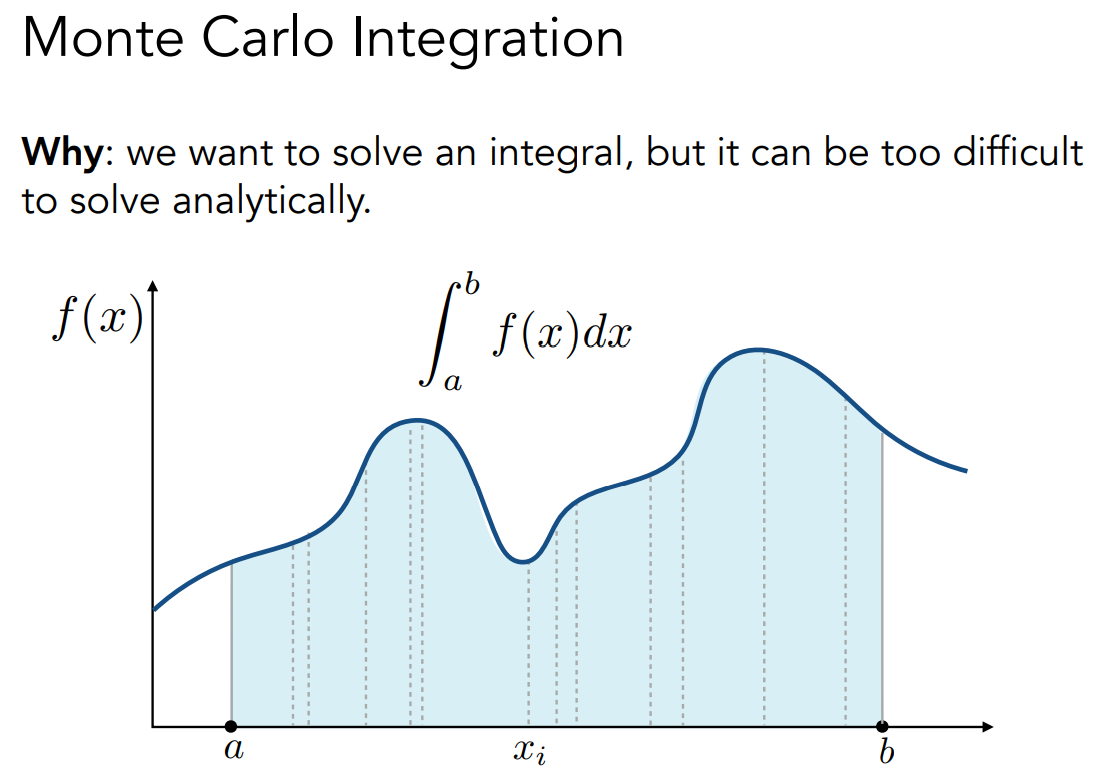 Monte Carlo Integration
Why: we want to solve an integral, but it can be too difficult
to solve analytically.
f(x)
∫_a^b f(x)dx
a
x_i
b